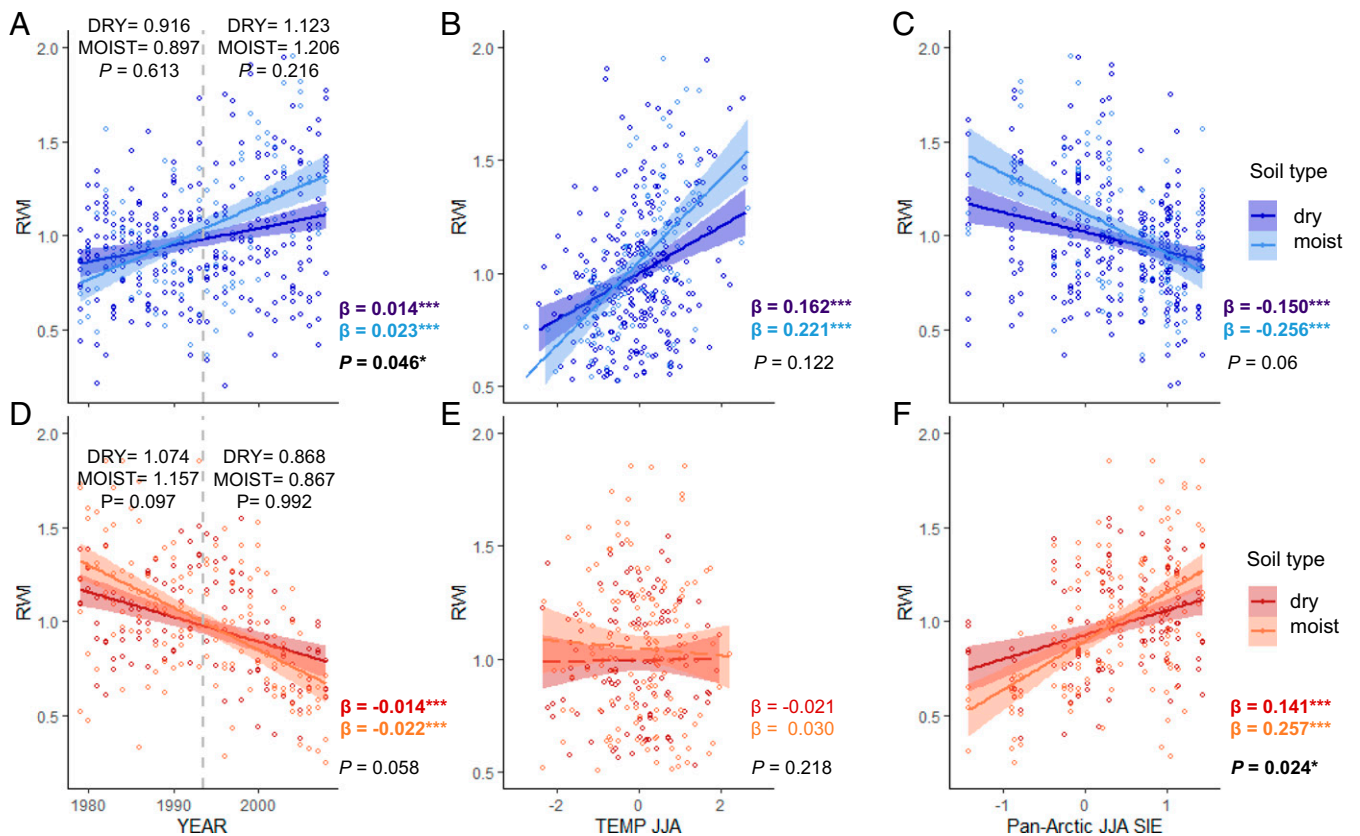 A
DRY= 0.916
MOIST= 0.897
P = 0.613
DRY= 1.123
MOIST= 1.206
P = 0.216
2.0
1.5
1.0
0.5
RWI
β = 0.014***
β = 0.023***
P = 0.046*
B
2.0
1.5
1.0
0.5
RWI
β = 0.162***
β = 0.221***
P = 0.122
C
2.0
1.5
1.0
0.5
RWI
β = -0.150***
β = -0.256***
P = 0.06
Soil type
dry
moist
D
DRY= 1.074
MOIST= 1.157
P= 0.097
DRY= 0.868
MOIST= 0.867
P= 0.992
2.0
1.5
1.0
0.5
RWI
β = -0.014***
β = -0.022***
P = 0.058
1980 1990 2000
YEAR
E
2.0
1.5
1.0
0.5
RWI
β = -0.021
β = 0.030
P = 0.218
-2 0 2
TEMP JJA
F
2.0
1.5
1.0
0.5
RWI
β = 0.141***
β = 0.257***
P = 0.024*
-1 0 1
Pan-Arctic JJA SIE
Soil type
dry
moist